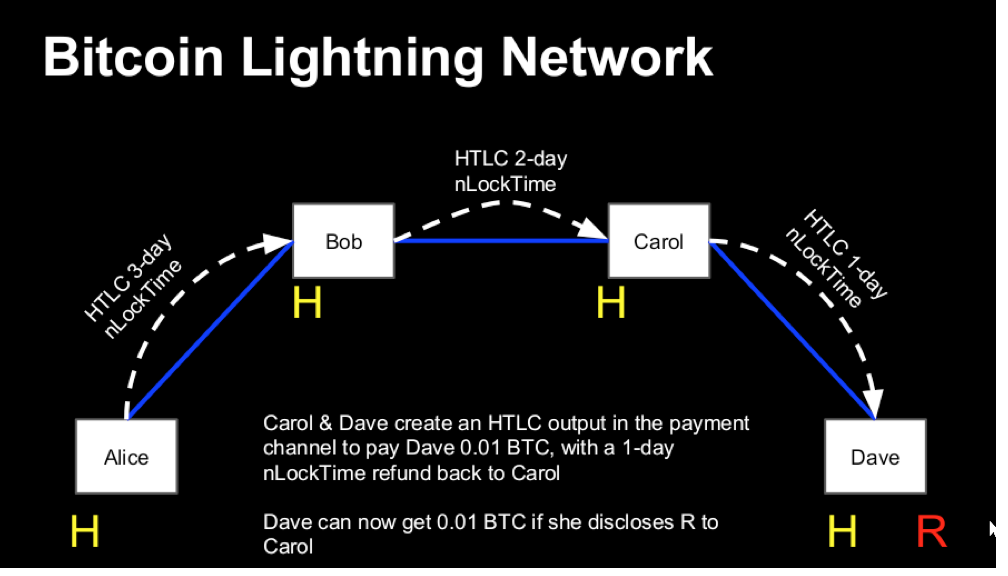 Bitcoin Lightning Network
HTLC 2-day
nLockTime
HTLC 3-day
nLockTime
Bob
Carol
HTLC 1-day
nLockTime
H
H
Alice
Carol & Dave create an HTLC output in the payment
channel to pay Dave 0.01 BTC, with a 1-day
nLockTime refund back to Carol
Dave
H
Dave can now get 0.01 BTC if she discloses R to
Carol
H
R